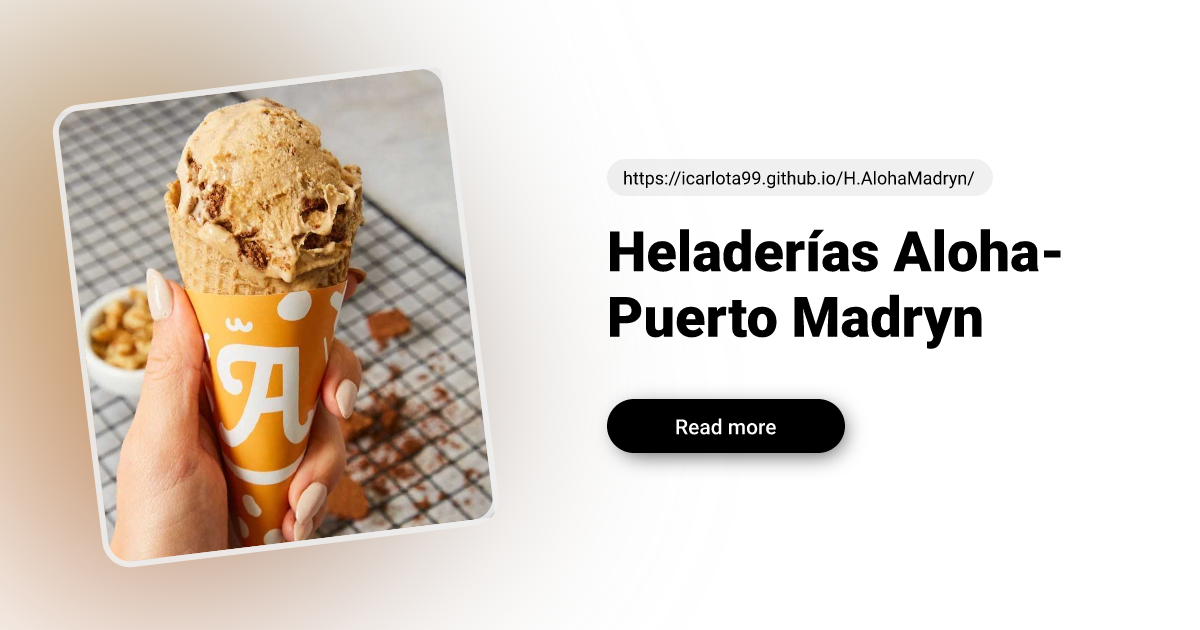 A
https://icarlota99.github.io/H.AlohaMadryn/
Heladerías Aloha-
Puerto Madryn
Read more